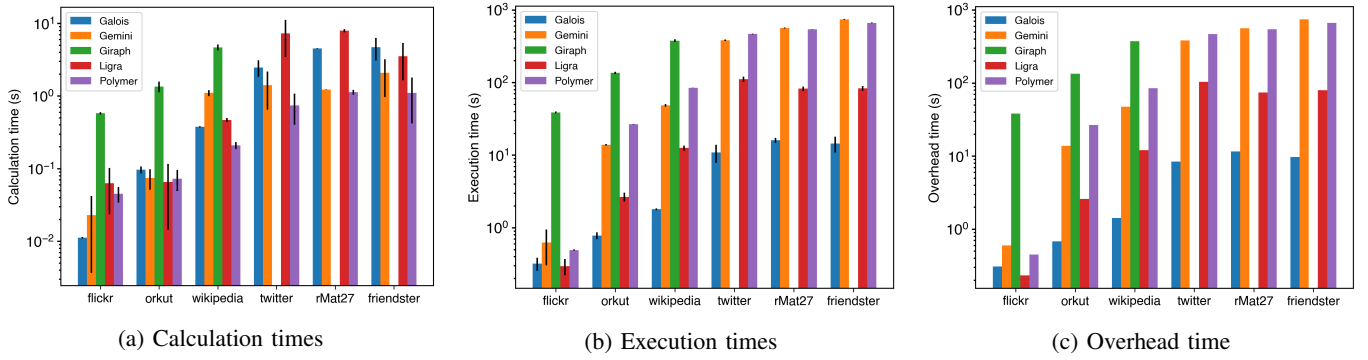 Calculation time (s)
10^1
10^0
10^-1
10^-2
Galois
Gemini
Giraph
Ligra
Polymer
flickr orkut wikipedia twitter rMat27 friendster
(a) Calculation times
Execution time (s)
10^3
10^2
10^1
10^0
Galois
Gemini
Giraph
Ligra
Polymer
flickr orkut wikipedia twitter rMat27 friendster
(b) Execution times
Overhead time (s)
10^3
10^2
10^1
10^0
Galois
Gemini
Giraph
Ligra
Polymer
flickr orkut wikipedia twitter rMat27 friendster
(c) Overhead time